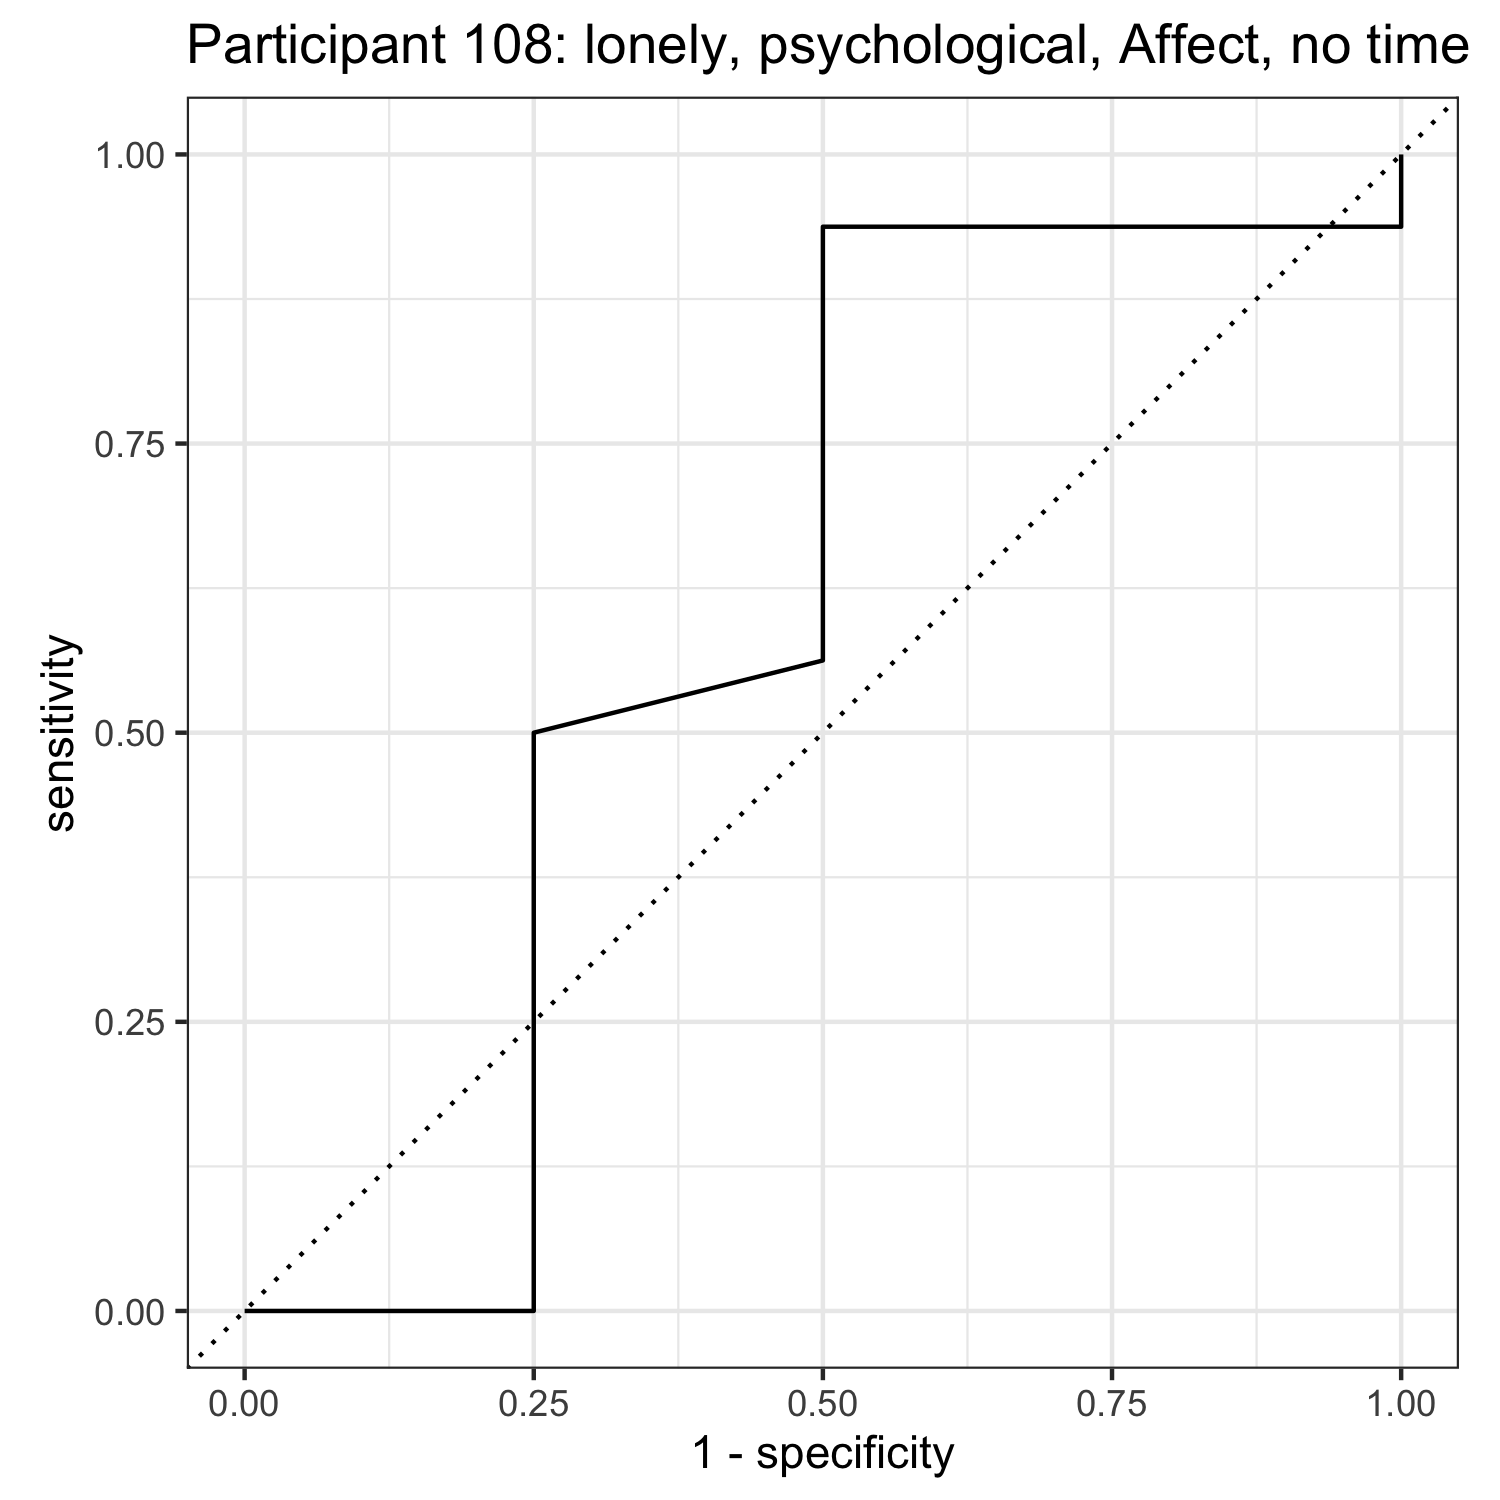 Participant 108: lonely, psychological, Affect, no time
1.00
0.75
0.50
0.25
0.00
sensitivity
0.00 0.25 0.50 0.75 1.00
1 - specificity